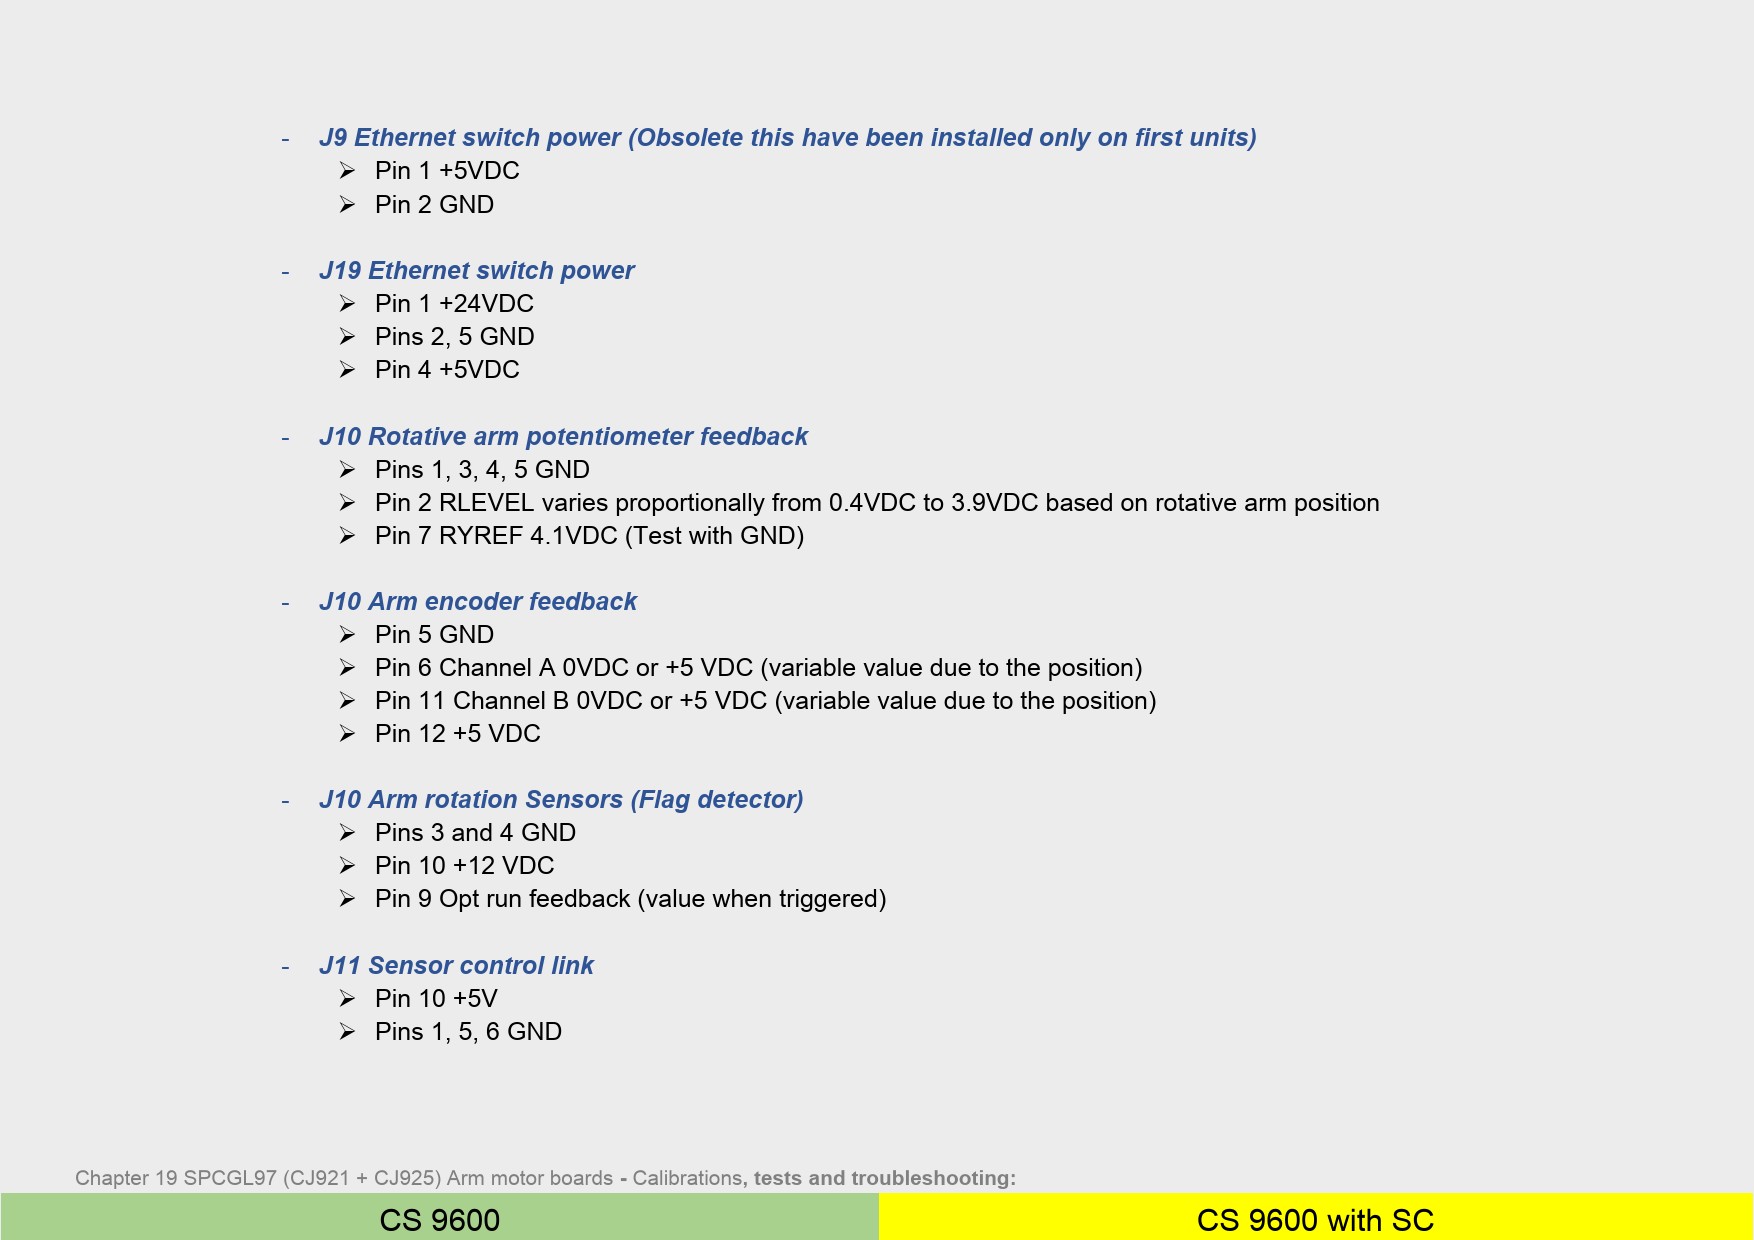 - J9 Ethernet switch power (Obsolete this have been installed only on first units)
➢ Pin 1 +5VDC
➢ Pin 2 GND
- J19 Ethernet switch power
➢ Pin 1 +24VDC
➢ Pins 2, 5 GND
➢ Pin 4 +5VDC
- J10 Rotative arm potentiometer feedback
➢ Pins 1, 3, 4, 5 GND
➢ Pin 2 RLEVEL varies proportionally from 0.4VDC to 3.9VDC based on rotative arm position
➢ Pin 7 RYREF 4.1VDC (Test with GND)
- J10 Arm encoder feedback
➢ Pin 5 GND
➢ Pin 6 Channel A 0VDC or +5 VDC (variable value due to the position)
➢ Pin 11 Channel B 0VDC or +5 VDC (variable value due to the position)
➢ Pin 12 +5 VDC
- J10 Arm rotation Sensors (Flag detector)
➢ Pins 3 and 4 GND
➢ Pin 10 +12 VDC
➢ Pin 9 Opt run feedback (value when triggered)
- J11 Sensor control link
➢ Pin 10 +5V
➢ Pins 1, 5, 6 GND
Chapter 19 SPCGL97 (CJ921 + CJ925) Arm motor boards - Calibrations, tests and troubleshooting:
CS 9600
CS 9600 with SC